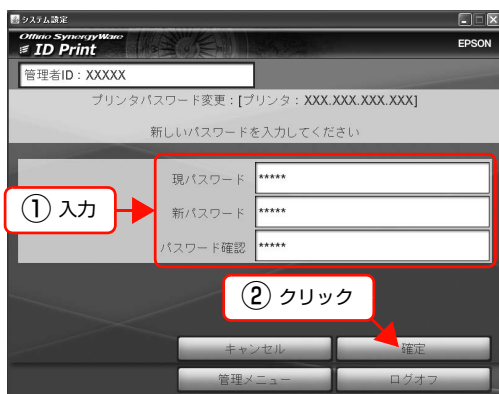 システム設定
Offirio SynergyWare
ID Print
EPSON
管理者ID：XXXXX
プリンタパスワード変更：[プリンタ：XXX.XXX.XXX.XXX]
新しいパスワードを入力してください
① 入力
現パスワード *****
新パスワード *****
パスワード確認 *****
② クリック
キャンセル 確定
管理メニュー ログオフ